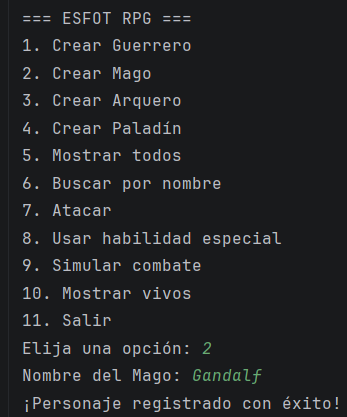 === ESFOT RPG ===
1. Crear Guerrero
2. Crear Mago
3. Crear Arquero
4. Crear Paladín
5. Mostrar todos
6. Buscar por nombre
7. Atacar
8. Usar habilidad especial
9. Simular combate
10. Mostrar vivos
11. Salir
Elija una opción: 2
Nombre del Mago: Gandalf
¡Personaje registrado con éxito!